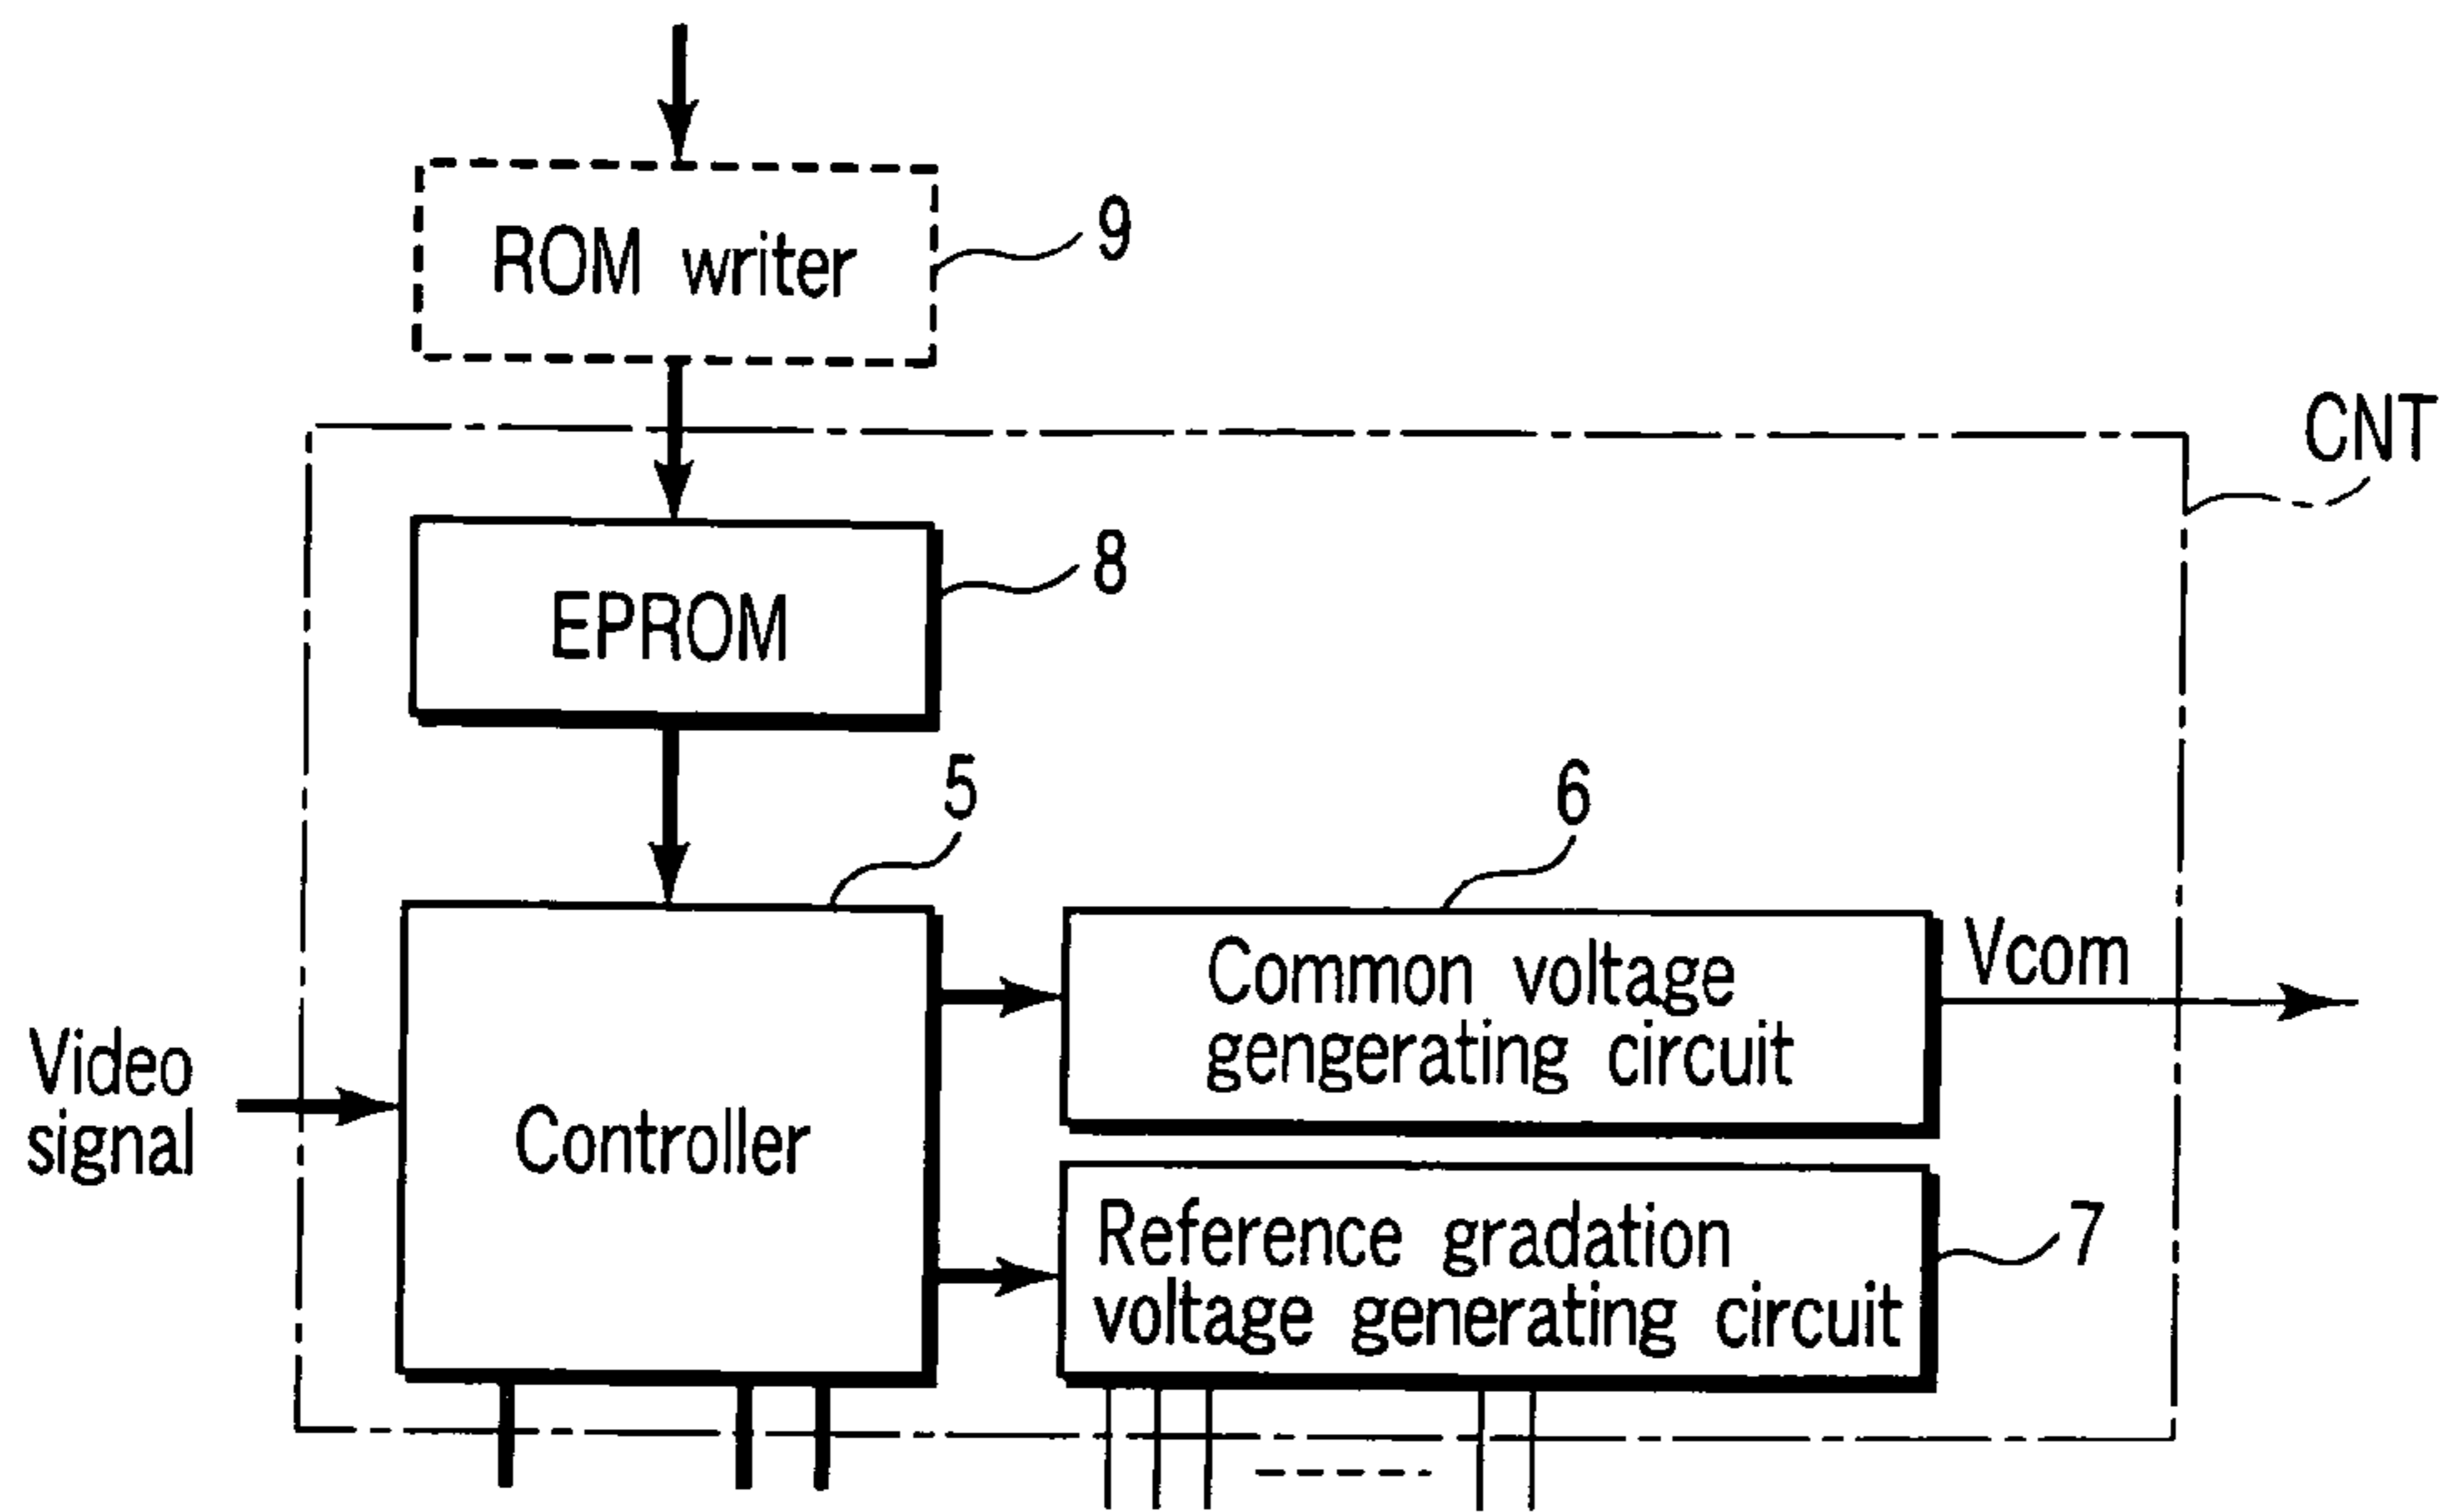 ROM writer
9
CNT
EPROM
8
5
6
Common voltage
gengerating circuit
Vcom
Video
signal
Controller
Reference gradation
voltage generating circuit
7